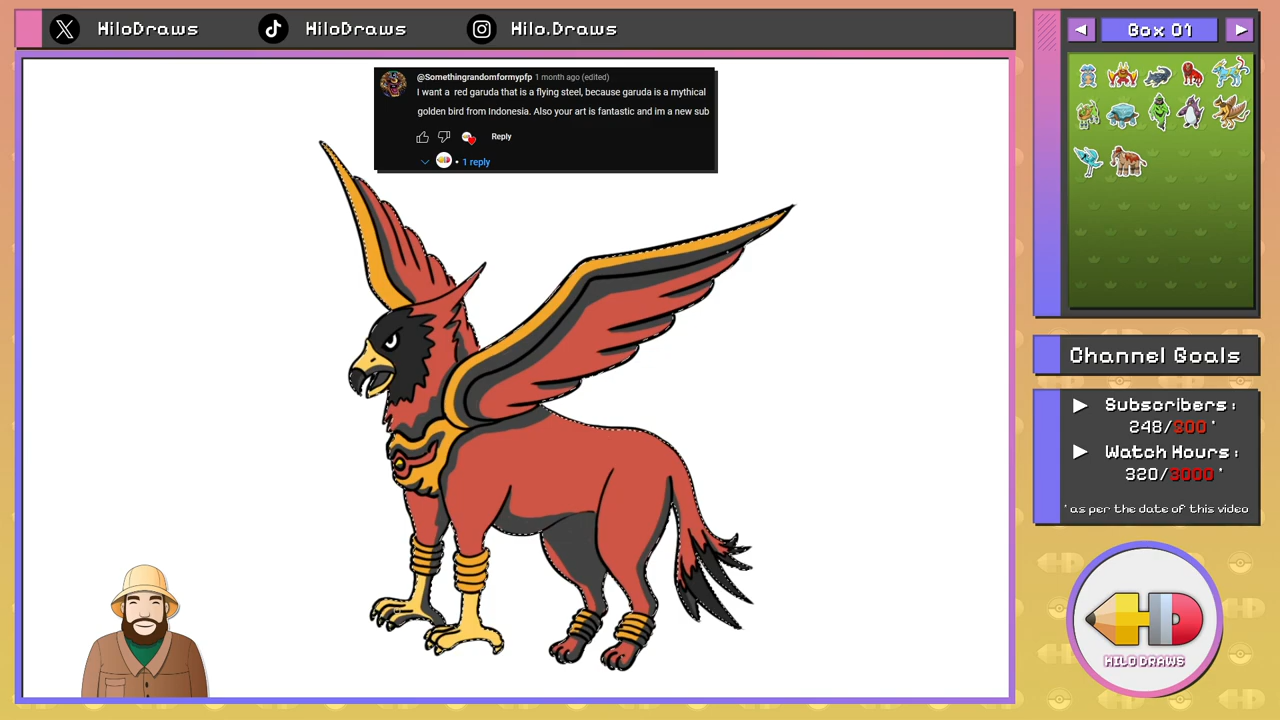 HiloDraws
HiloDraws
Hilo.Draws
Box 01
@Somethingrandomformypfp 1 month ago (edited)
I want a red garuda that is a flying steel, because garuda is a mythical
golden bird from Indonesia. Also your art is fantastic and im a new sub
Reply
1 reply
Channel Goals
Subscribers:
248/300*
Watch Hours:
320/3000*
*as per the date of this video
HD
HILO DRAWS